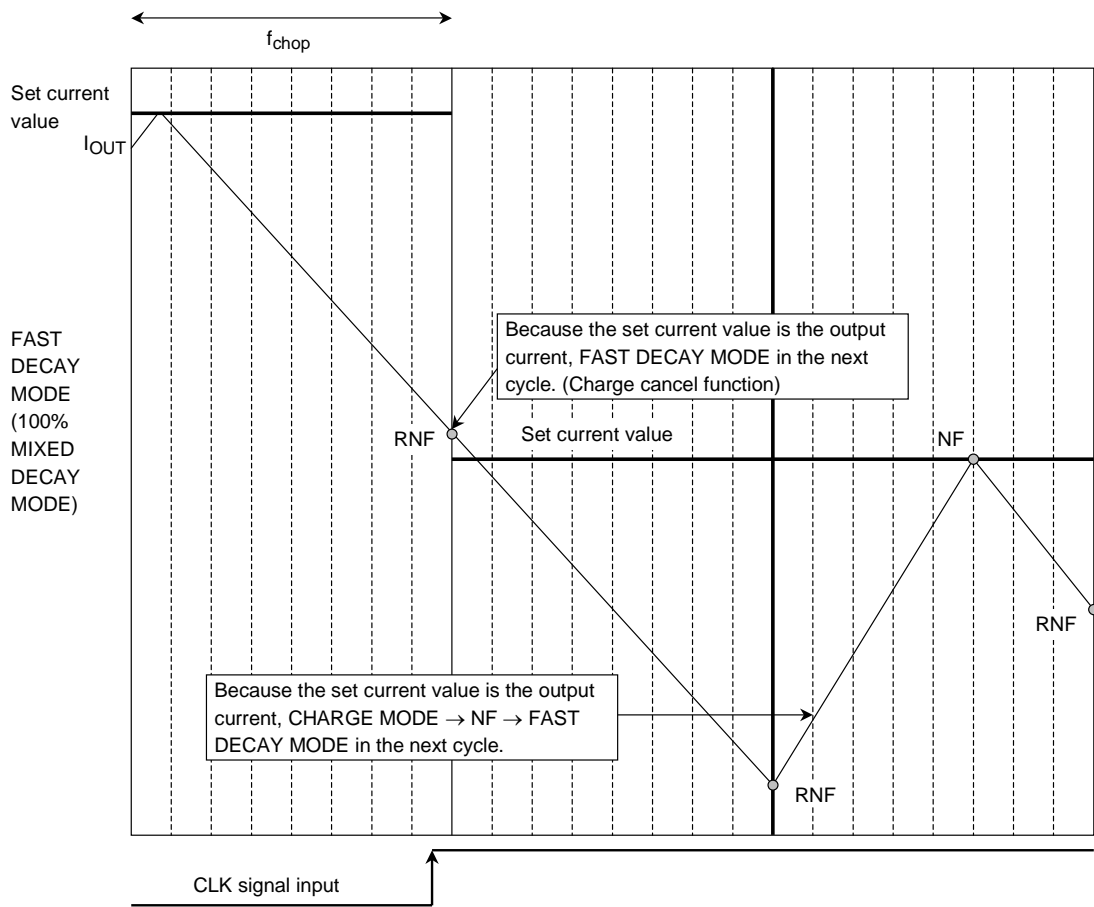 fchop
Set current
value
IOUT
FAST
DECAY
MODE
(100%
MIXED
DECAY
MODE)
Because the set current value is the output
current, FAST DECAY MODE in the next
cycle. (Charge cancel function)
RNF
Set current value
NF
RNF
Because the set current value is the output
current, CHARGE MODE → NF → FAST
DECAY MODE in the next cycle.
RNF
CLK signal input